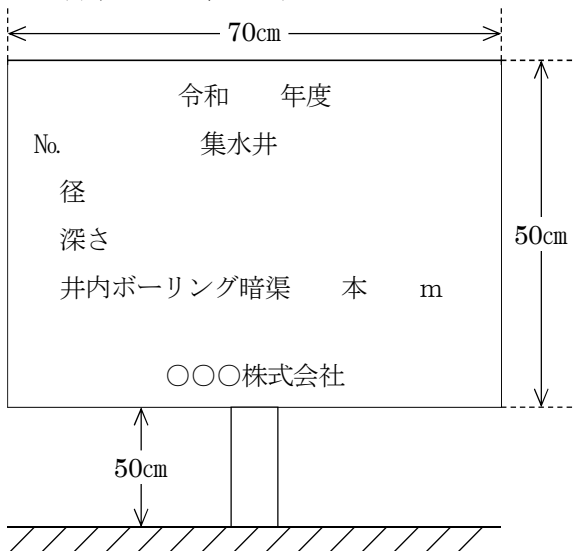 70cm
令和　　年度
No.　　　　　集水井
径
深さ
50cm
井内ボーリング暗渠　　本　　m
○○○株式会社
50cm